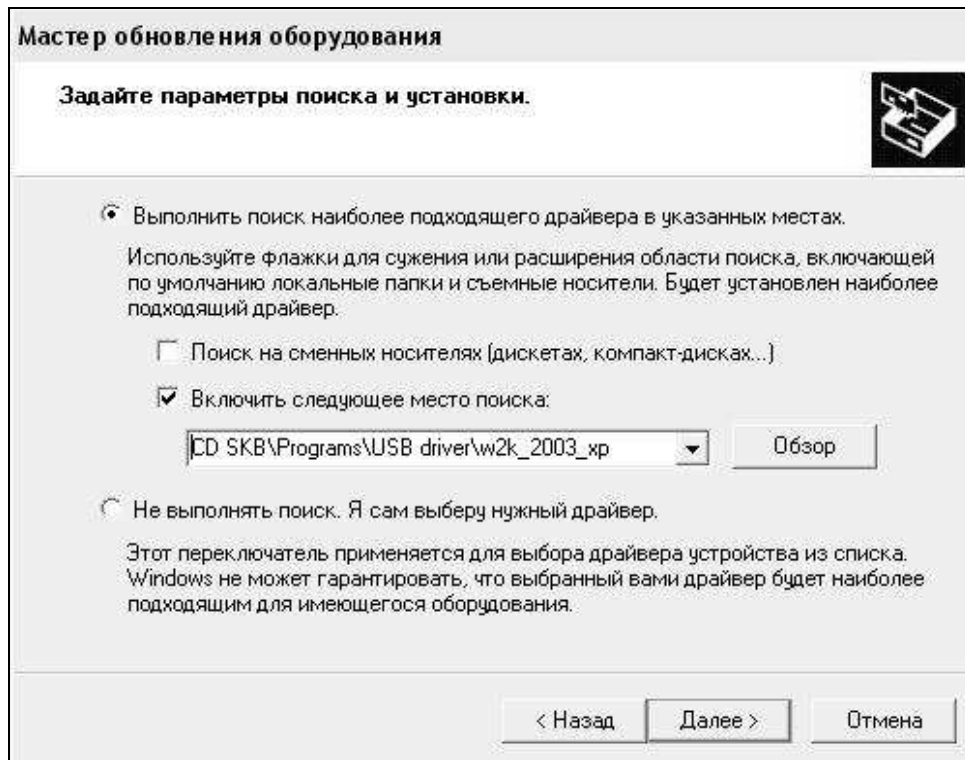 Мастер обновления оборудования
Задайте параметры поиска и установки.
Выполнить поиск наиболее подходящего драйвера в указанных местах.
Используйте флажки для сужения или расширения области поиска, включающей
по умолчанию локальные папки и съемные носители. Будет установлен наиболее
подходящий драйвер.
Поиск на сменных носителях (дискетах, компакт-дисках...)
Включить следующее место поиска:
CD SKB\Programs\USB driver\w2k_2003_xp
Обзор
Не выполнять поиск. Я сам выберу нужный драйвер.
Этот переключатель применяется для выбора драйвера устройства из списка.
Windows не может гарантировать, что выбранный вами драйвер будет наиболее
подходящим для имеющегося оборудования.
< Назад
Далее >
Отмена